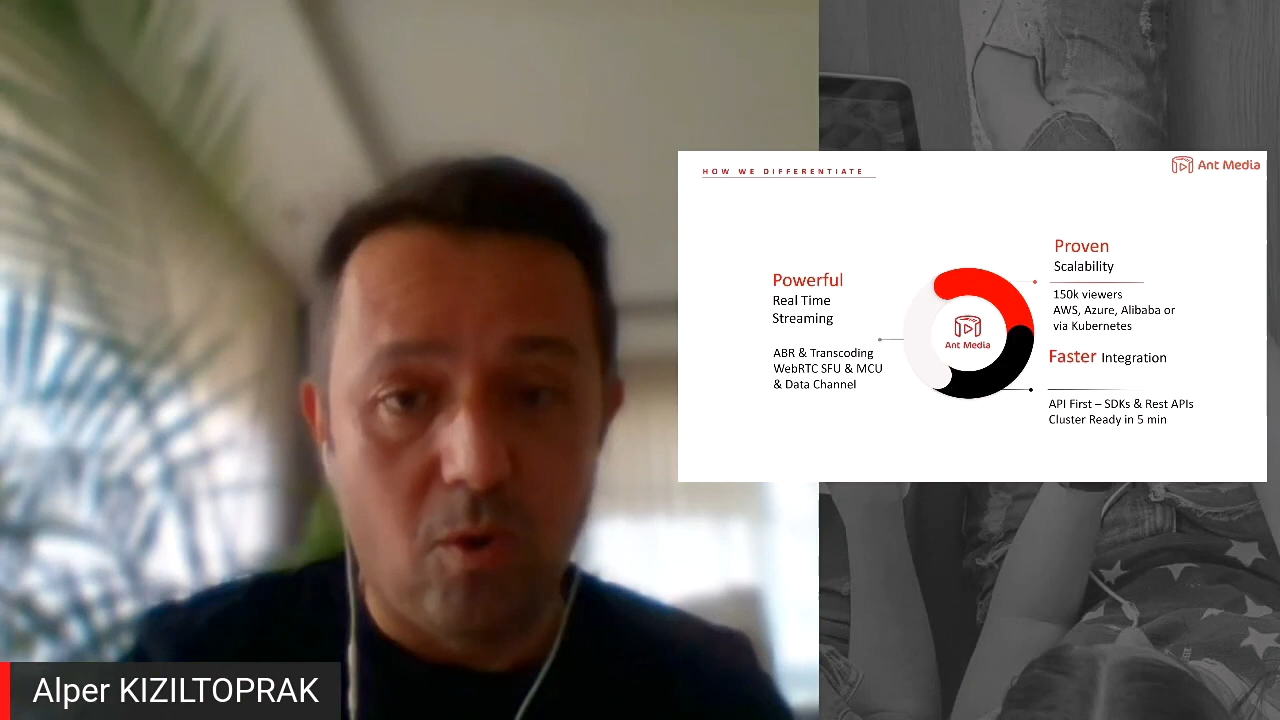 HOW WE DIFFERENTIATE
Ant Media
Powerful
Real Time
Streaming
ABR & Transcoding
WebRTC SFU & MCU
& Data Channel
Ant Media
Proven
Scalability
150k viewers
AWS, Azure, Alibaba or
via Kubernetes
Faster Integration
API First – SDKs & Rest APIs
Cluster Ready in 5 min
Alper KIZILTOPRAK